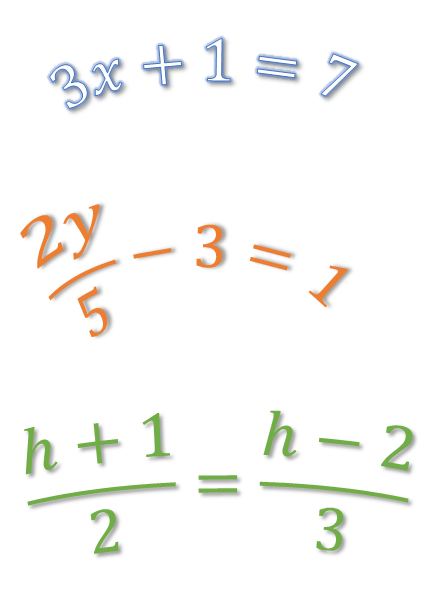 3x + 1 = 7
2y/5 − 3 = 1
h + 1/2 = h − 2/3